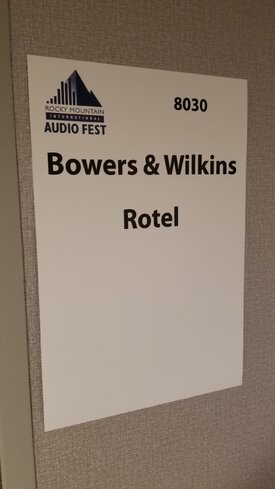 8030
ROCKY MOUNTAIN
INTERNATIONAL
AUDIO FEST
Bowers & Wilkins
Rotel